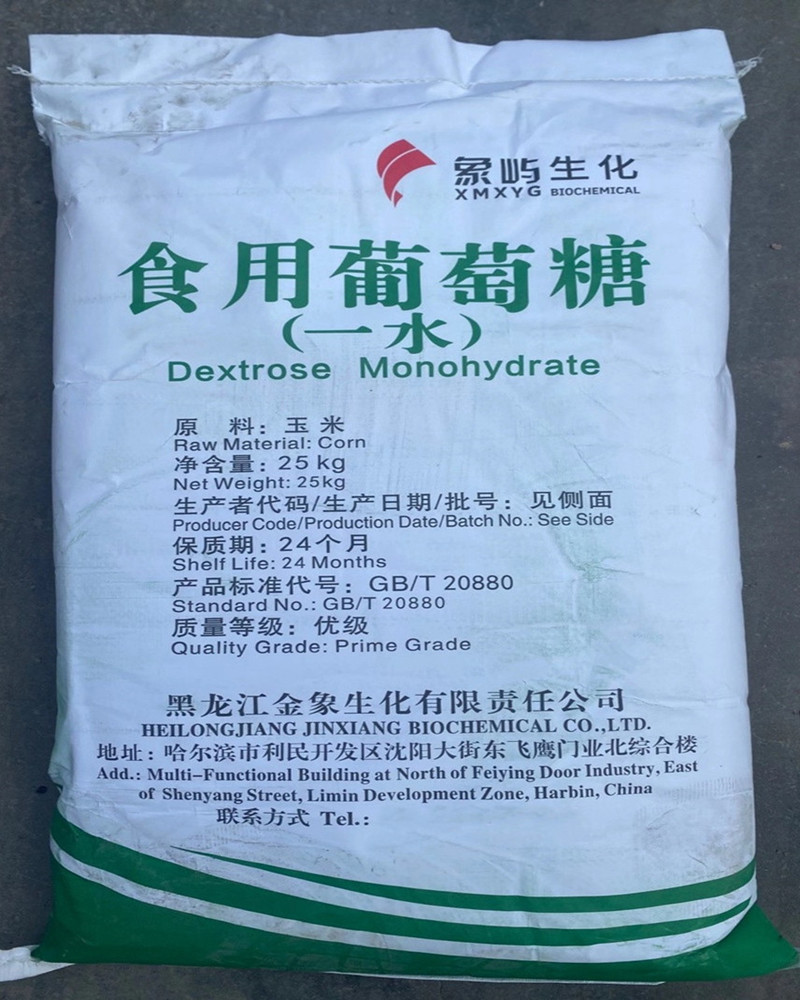 象屿生化
XMXYG BIOCHEMICAL
食用葡萄糖
(一水)
Dextrose Monohydrate
原 料: 玉米
Raw Material: Corn
净含量: 25 kg
Net Weight: 25kg
生产者代码/生产日期/批号: 见侧面
Producer Code/Production Date/Batch No.: See Side
保质期: 24个月
Shelf Life: 24 Months
产品标准代号: GB/T 20880
Standard No.: GB/T 20880
质量等级: 优级
Quality Grade: Prime Grade
黑龙江金象生化有限责任公司
HEILONGJIANG JINXIANG BIOCHEMICAL CO.,LTD.
地址: 哈尔滨市利民开发区沈阳大街东飞鹰门业北综合楼
Add.: Multi-Functional Building at North of Feiying Door Industry, East
of Shenyang Street, Limin Development Zone, Harbin, China
联系方式 Tel.: